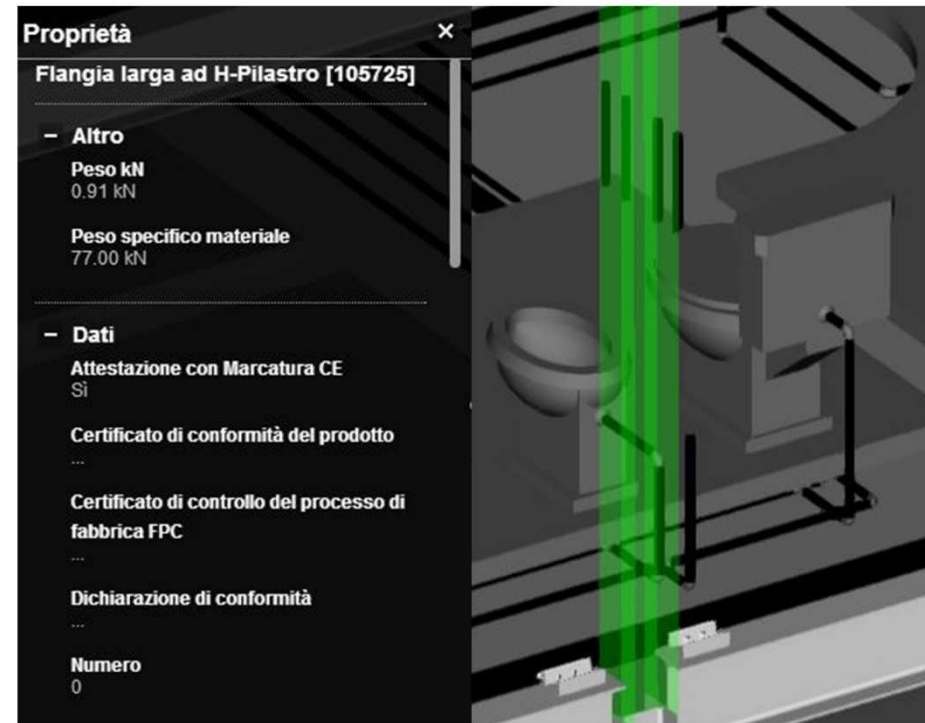 Proprietà ×
Flangia larga ad H-Pilastro [105725]
− Altro
Peso kN
0.91 kN
Peso specifico materiale
77.00 kN
− Dati
Attestazione con Marcatura CE
Sì
Certificato di conformità del prodotto
...
Certificato di controllo del processo di
fabbrica FPC
...
Dichiarazione di conformità
...
Numero
0